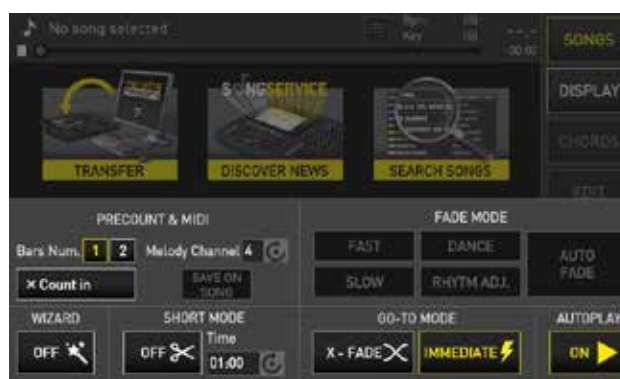 No song selected
Key
-00:00
SONGS
DISPLAY
CHORDS
EDIT
SONGSERVICE
TRANSFER
DISCOVER NEWS
SEARCH SONGS
PRECOUNT & MIDI
FADE MODE
Bars Num. 1 2 Melody Channel 4
FAST
DANCE
AUTO FADE
× Count in
SAVE ON SONG
SLOW
RHYTM ADJ.
WIZARD
SHORT MODE
GO-TO MODE
AUTOPLAY
OFF
OFF
Time
01:00
X - FADE
IMMEDIATE
ON